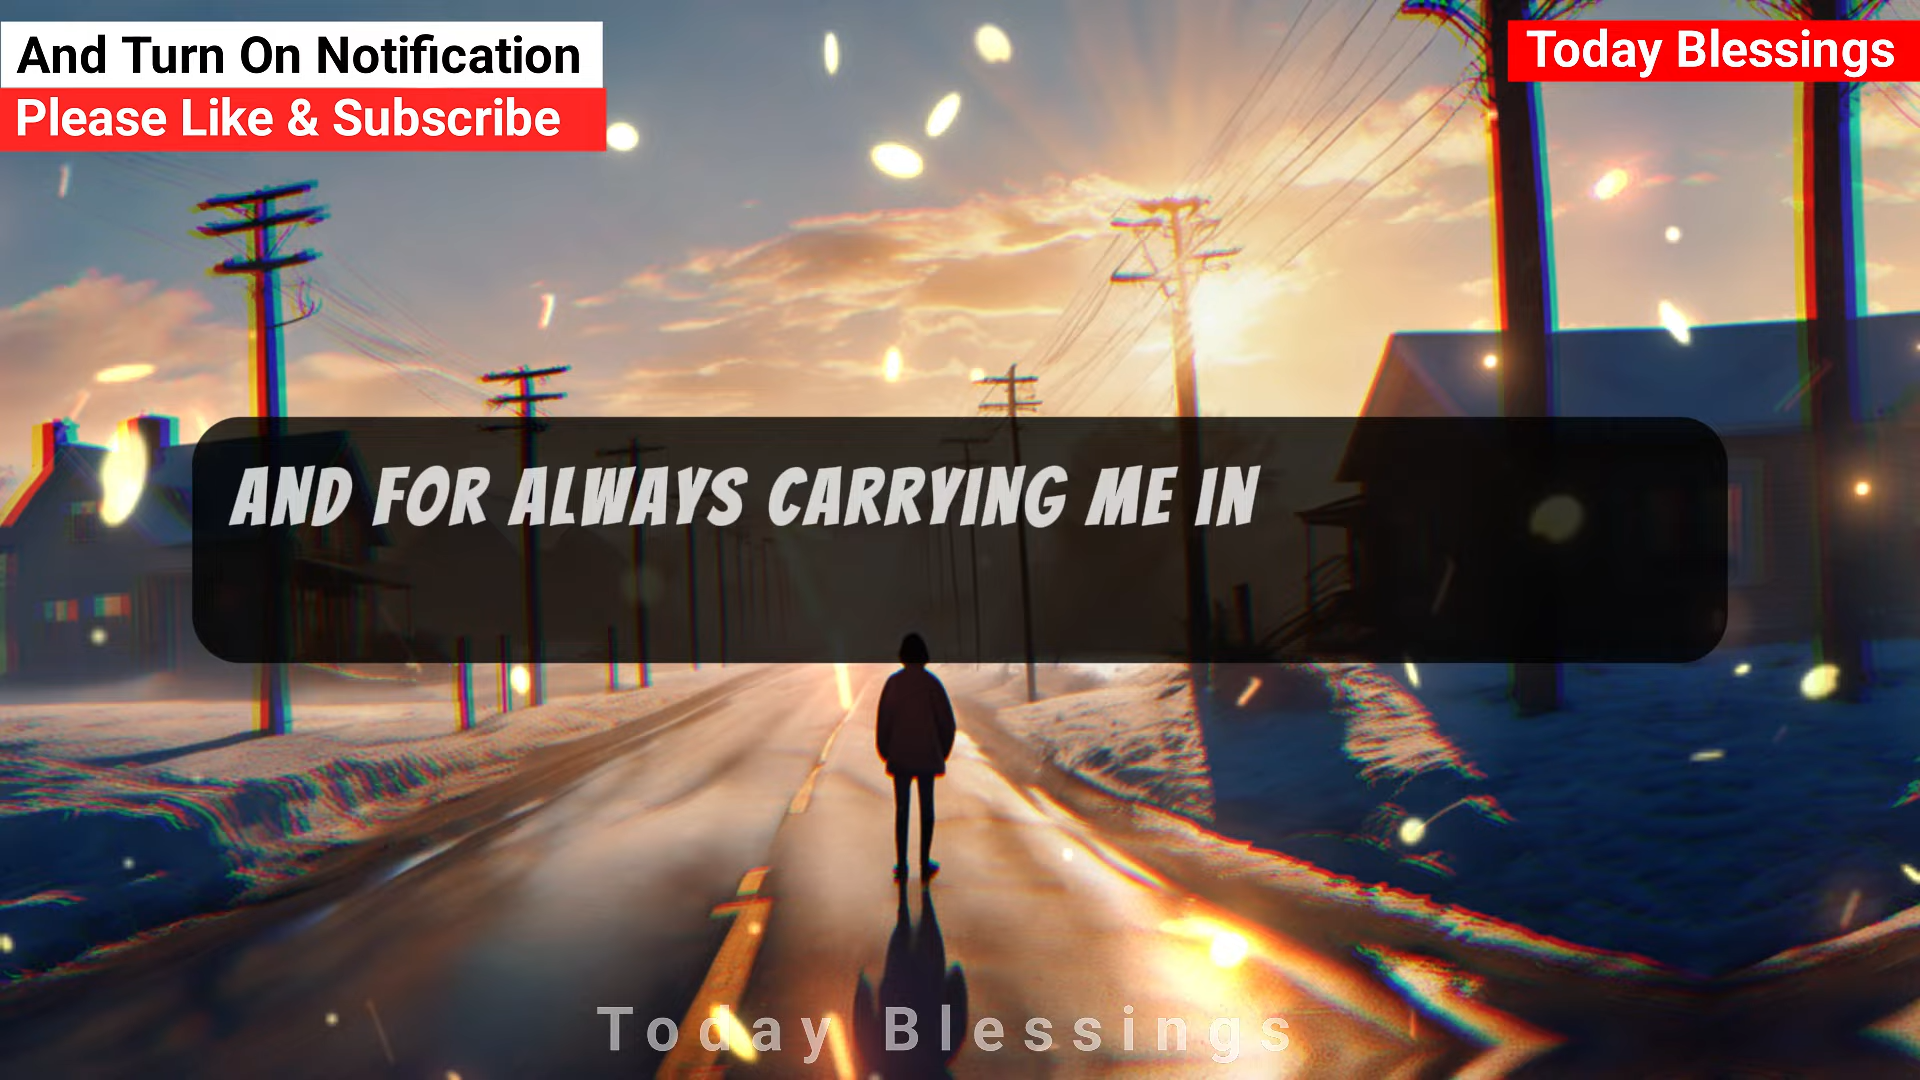 And Turn On Notification
Please Like & Subscribe
Today Blessings
AND FOR ALWAYS CARRYING ME IN
Today Blessings